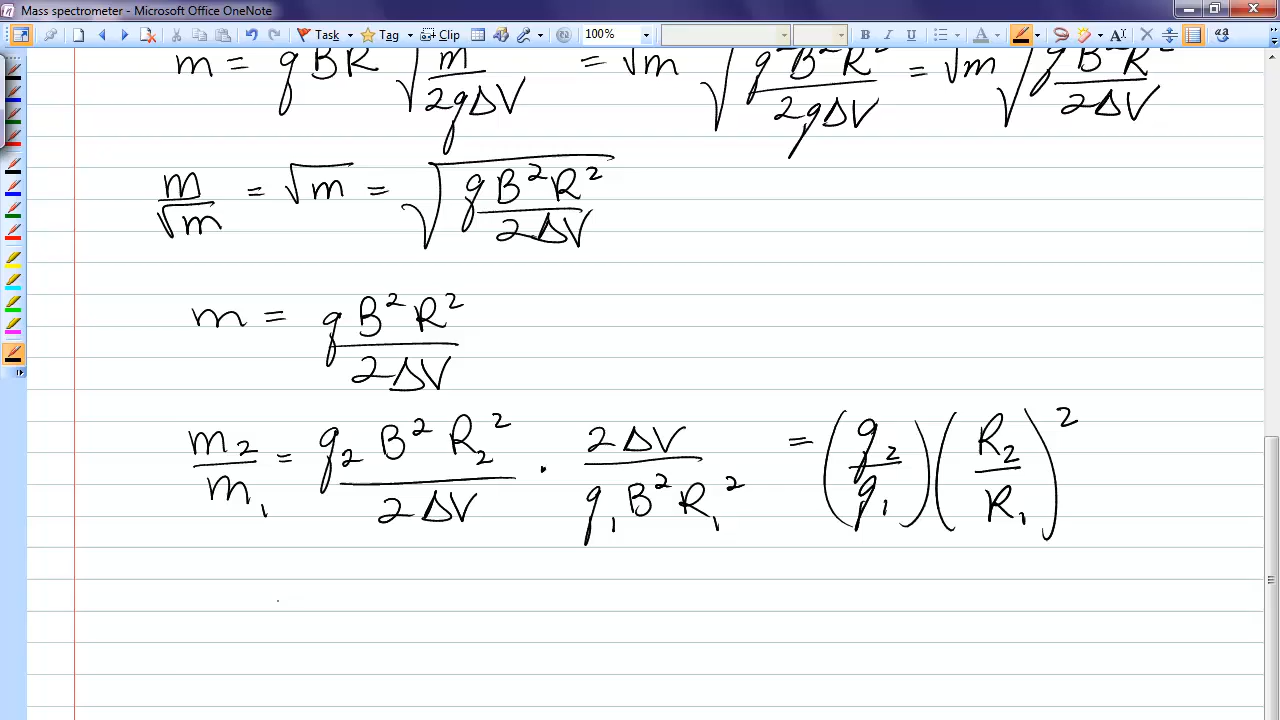 Mass spectrometer - Microsoft Office OneNote
Task Tag Clip 100% B I U A
m = qBR √(m/2qΔV) = √m √(q²B²R²/2qΔV) = √m √(qB²R²/2ΔV)
m/√m = √m = √(qB²R²/2ΔV)
m = qB²R²/2ΔV
m₂/m₁ = q₂B²R₂²/2ΔV · 2ΔV/q₁B²R₁² = (q₂/q₁)(R₂/R₁)²